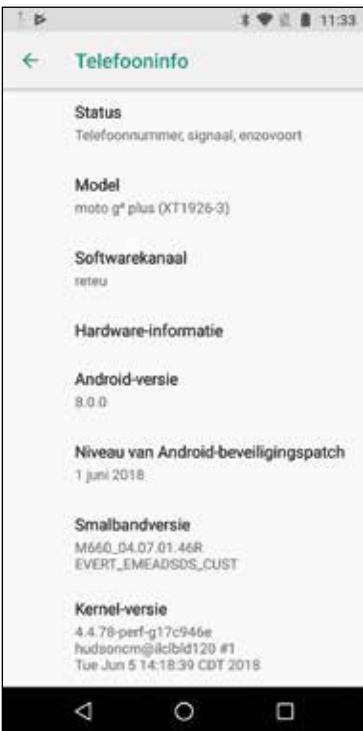 11:33
Telefooninfo
Status
Telefoonnummer, signaal, enzovoort
Model
moto g⁶ plus (XT1926-3)
Softwarekanaal
reteu
Hardware-informatie
Android-versie
8.0.0
Niveau van Android-beveiligingspatch
1 juni 2018
Smalbandversie
M660_04.07.01.46R
EVERT_EMEADSDS_CUST
Kernel-versie
4.4.78-perf-g17c946e
hudsoncm@ilclbld120 #1
Tue Jun 5 14:18:39 CDT 2018